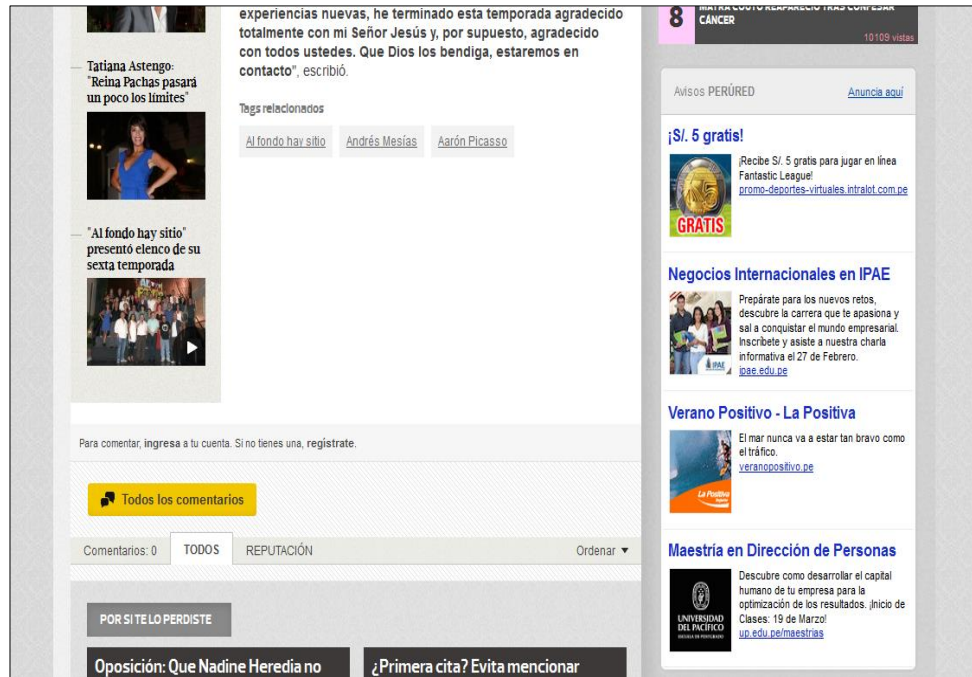 experiencias nuevas, he terminado esta temporada agradecido
totalmente con mi Señor Jesús y, por supuesto, agradecido
con todos ustedes. Que Dios los bendiga, estaremos en
contacto", escribió.
Tags relacionados
Al fondo hay sitio Andrés Mesías Aarón Picasso
Tatiana Astengo:
"Reina Pachas pasará
un poco los límites"
"Al fondo hay sitio"
presentó elenco de su
sexta temporada
Para comentar, ingresa a tu cuenta. Si no tienes una, regístrate.
Todos los comentarios
Comentarios: 0 TODOS REPUTACIÓN Ordenar
POR SI TE LO PERDISTE
Oposición: Que Nadine Heredia no
¿Primera cita? Evita mencionar
8
MAYRA COUTO REAPARECIÓ TRAS CONFESAR
CÁNCER
10109 vistas
Avisos PERÚRED Anuncia aquí
¡S/. 5 gratis!
GRATIS
¡Recibe S/. 5 gratis para jugar en línea
Fantastic League!
promo-deportes-virtuales.intralot.com.pe
Negocios Internacionales en IPAE
IPAE
Prepárate para los nuevos retos,
descubre la carrera que te apasiona y
sal a conquistar el mundo empresarial.
Inscríbete y asiste a nuestra charla
informativa el 27 de Febrero.
ipae.edu.pe
Verano Positivo - La Positiva
La Positiva
El mar nunca va a estar tan bravo como
el tráfico.
veranopositivo.pe
Maestría en Dirección de Personas
UNIVERSIDAD
DEL PACÍFICO
ESCUELA DE POSTGRADO
Descubre como desarrollar el capital
humano de tu empresa para la
optimización de los resultados. ¡Inicio de
Clases: 19 de Marzo!
up.edu.pe/maestrias